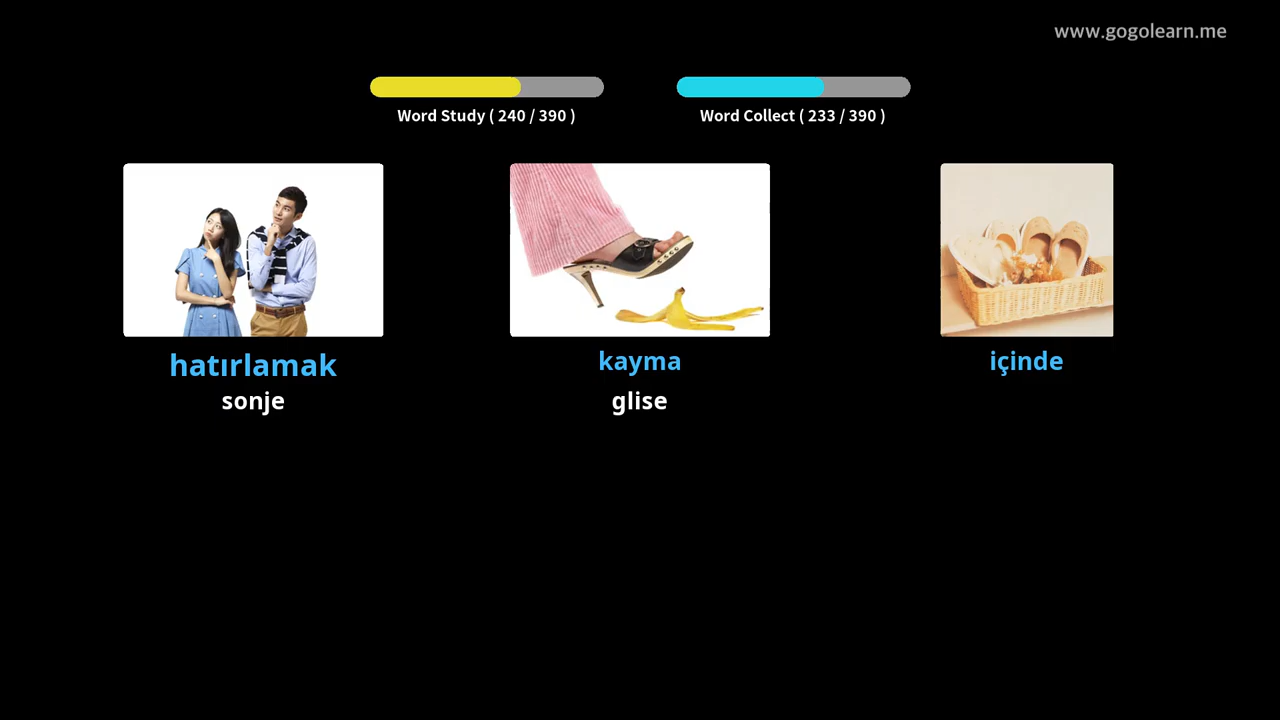 www.gogolearn.me
Word Study ( 240 / 390 )
Word Collect ( 233 / 390 )
hatırlamak
kayma
içinde
sonje
glise